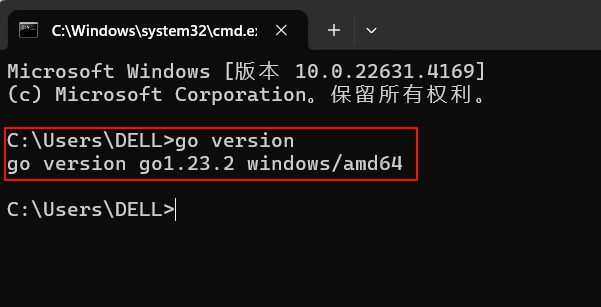 C:\Windows\system32\cmd.e
Microsoft Windows [版本 10.0.22631.4169]
(c) Microsoft Corporation。保留所有权利。
C:\Users\DELL>go version
go version go1.23.2 windows/amd64
C:\Users\DELL>